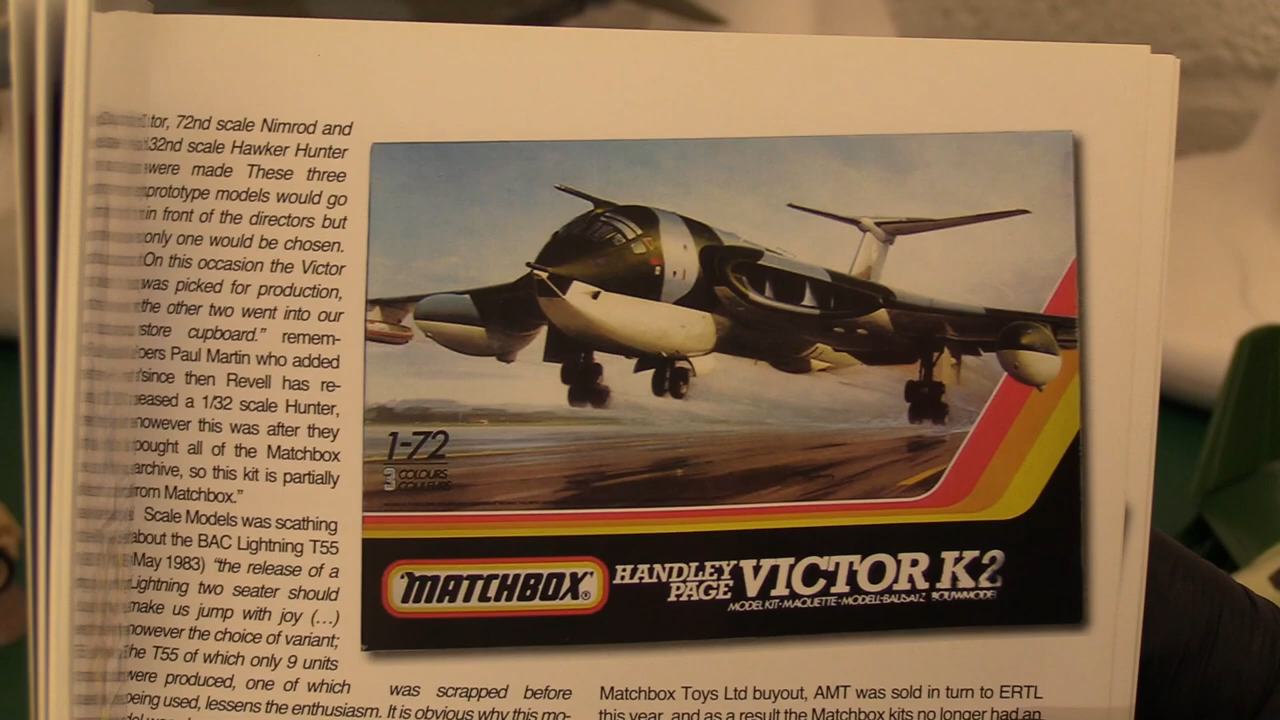 tor, 72nd scale Nimrod and
32nd scale Hawker Hunter
were made These three
prototype models would go
in front of the directors but
only one would be chosen.
On this occasion the Victor
was picked for production,
the other two went into our
store cupboard.” remem-
bers Paul Martin who added
“since then Revell has re-
leased a 1/32 scale Hunter,
however this was after they
bought all of the Matchbox
archive, so this kit is partially
from Matchbox.”
Scale Models was scathing
about the BAC Lightning T55
(May 1983) “the release of a
Lightning two seater should
make us jump with joy (…)
however the choice of variant;
the T55 of which only 9 units
were produced, one of which was scrapped before
being used, lessens the enthusiasm. It is obvious why this mo-
1-72
3 COLOURS
COULEURS
MATCHBOX®
HANDLEY PAGE VICTOR K2
MODEL KIT·MAQUETTE·MODELL-BAUSATZ BOUWMODEL
Matchbox Toys Ltd buyout, AMT was sold in turn to ERTL
this year, and as a result the Matchbox kits no longer had an